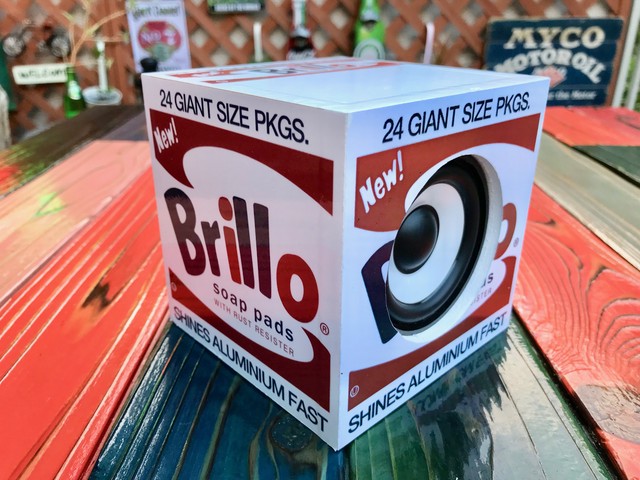 WELCOME
MYCO
MOTOR OIL
24 GIANT SIZE PKGS.
New!
Brillo®
soap pads
WITH RUST RESISTER
SHINES ALUMINIUM FAST
24 GIANT SIZE PKGS.
New!
SHINES ALUMINIUM FAST